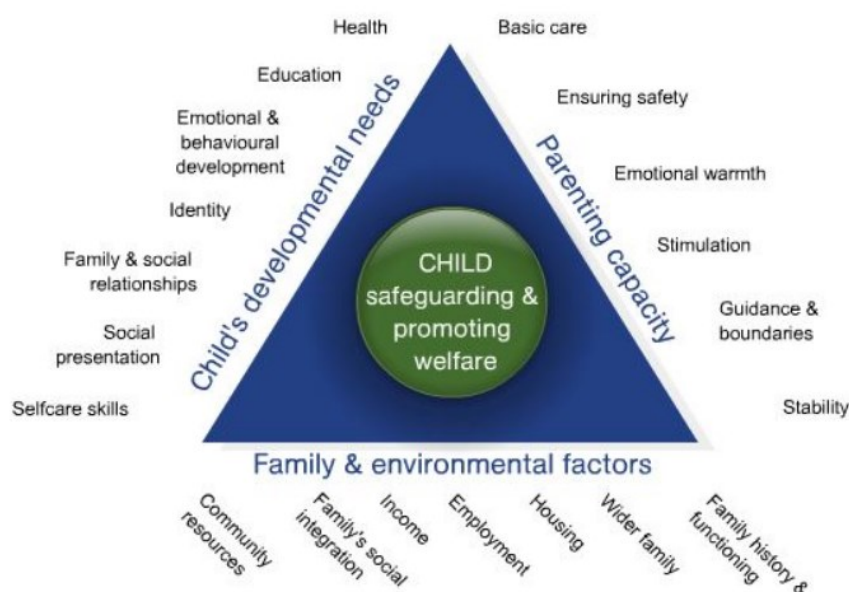 Health
Education
Emotional &
behavioural
development
Identity
Family & social
relationships
Social
presentation
Selfcare skills
Child's developmental needs
CHILD
safeguarding &
promoting
welfare
Parenting capacity
Basic care
Ensuring safety
Emotional warmth
Stimulation
Guidance &
boundaries
Stability
Family & environmental factors
Community
resources
Family's social
integration
Income
Employment
Housing
Wider family
Family history &
functioning